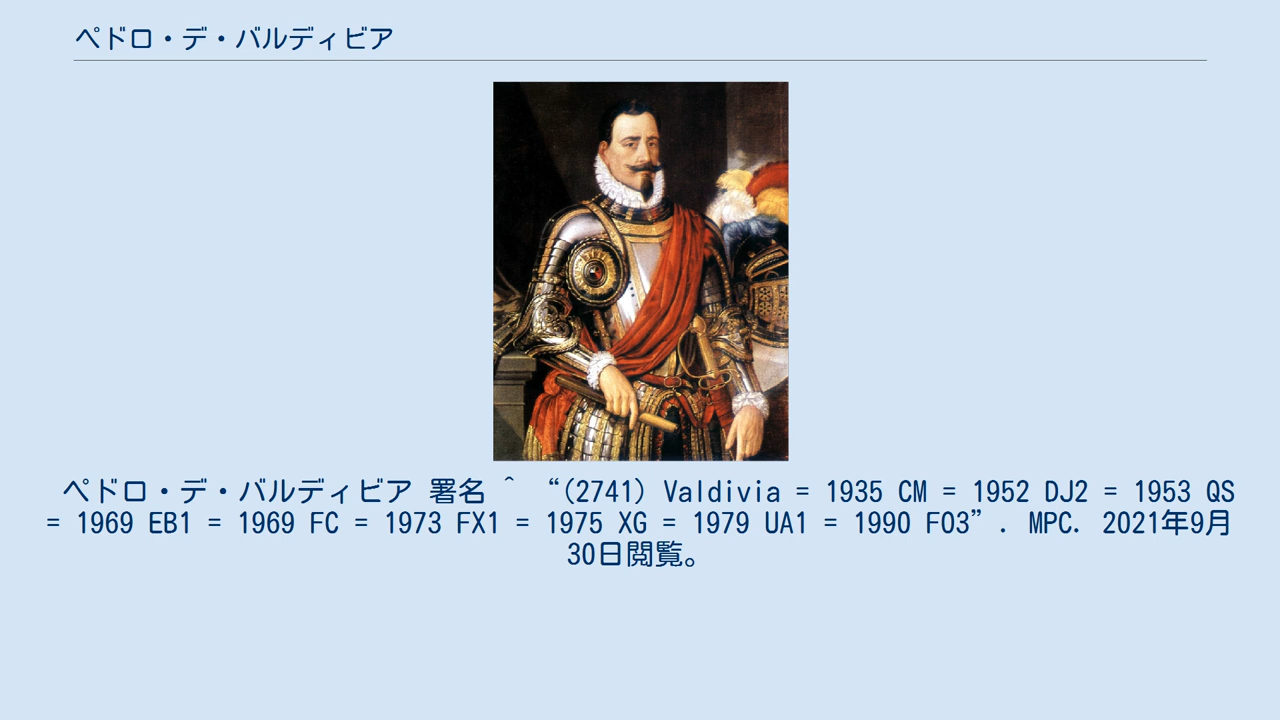 ペドロ・デ・バルディビア
ペドロ・デ・バルディビア 署名 ^ “(2741) Valdivia = 1935 CM = 1952 DJ2 = 1953 QS
= 1969 EB1 = 1969 FC = 1973 FX1 = 1975 XG = 1979 UA1 = 1990 FO3”. MPC. 2021年9月
30日閲覧。